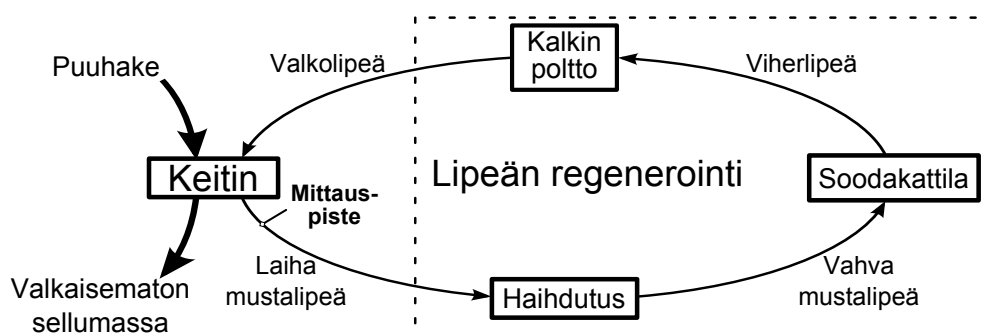 Kalkin
poltto
Puuhake
Valkolipeä
Viherlipeä
Keitin
Lipeän regenerointi
Soodakattila
Mittaus-
piste
Laiha
mustalipeä
Vahva
mustalipeä
Valkaisematon
sellumassa
Haihdutus